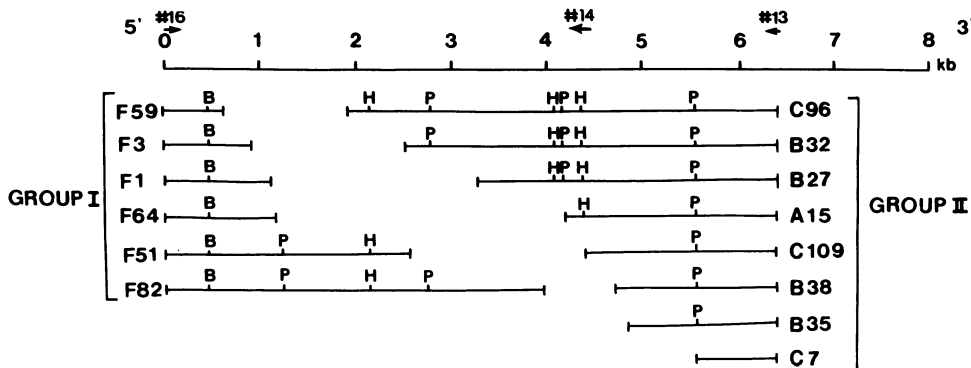 #16 #14 #13
5' 0 1 2 3 4 5 6 7 8 3'
kb
F59 B H P H P H P C96
F3 B P H P H P B32
F1 B H P H P B27
GROUP I GROUP II
F64 B H P A15
F51 B P H P C109
F82 B P H P P B38
P B35
C7